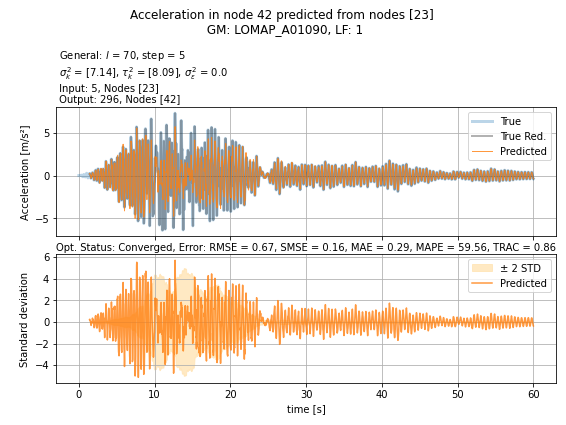 Acceleration in node 42 predicted from nodes [23]
GM: LOMAP_A01090, LF: 1
General: l = 70, step = 5
σ²ₖ = [7.14], τ²ₖ = [8.09], σ²ₑ = 0.0
Input: 5, Nodes [23]
Output: 296, Nodes [42]
Acceleration [m/s²]
5
0
−5
True
True Red.
Predicted
Opt. Status: Converged, Error: RMSE = 0.67, SMSE = 0.16, MAE = 0.29, MAPE = 59.56, TRAC = 0.86
Standard deviation
6
4
2
0
−2
−4
± 2 STD
Predicted
0 10 20 30 40 50 60
time [s]